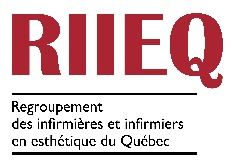 RIIEQ
Regroupement
des infirmières et infirmiers
en esthétique du Québec